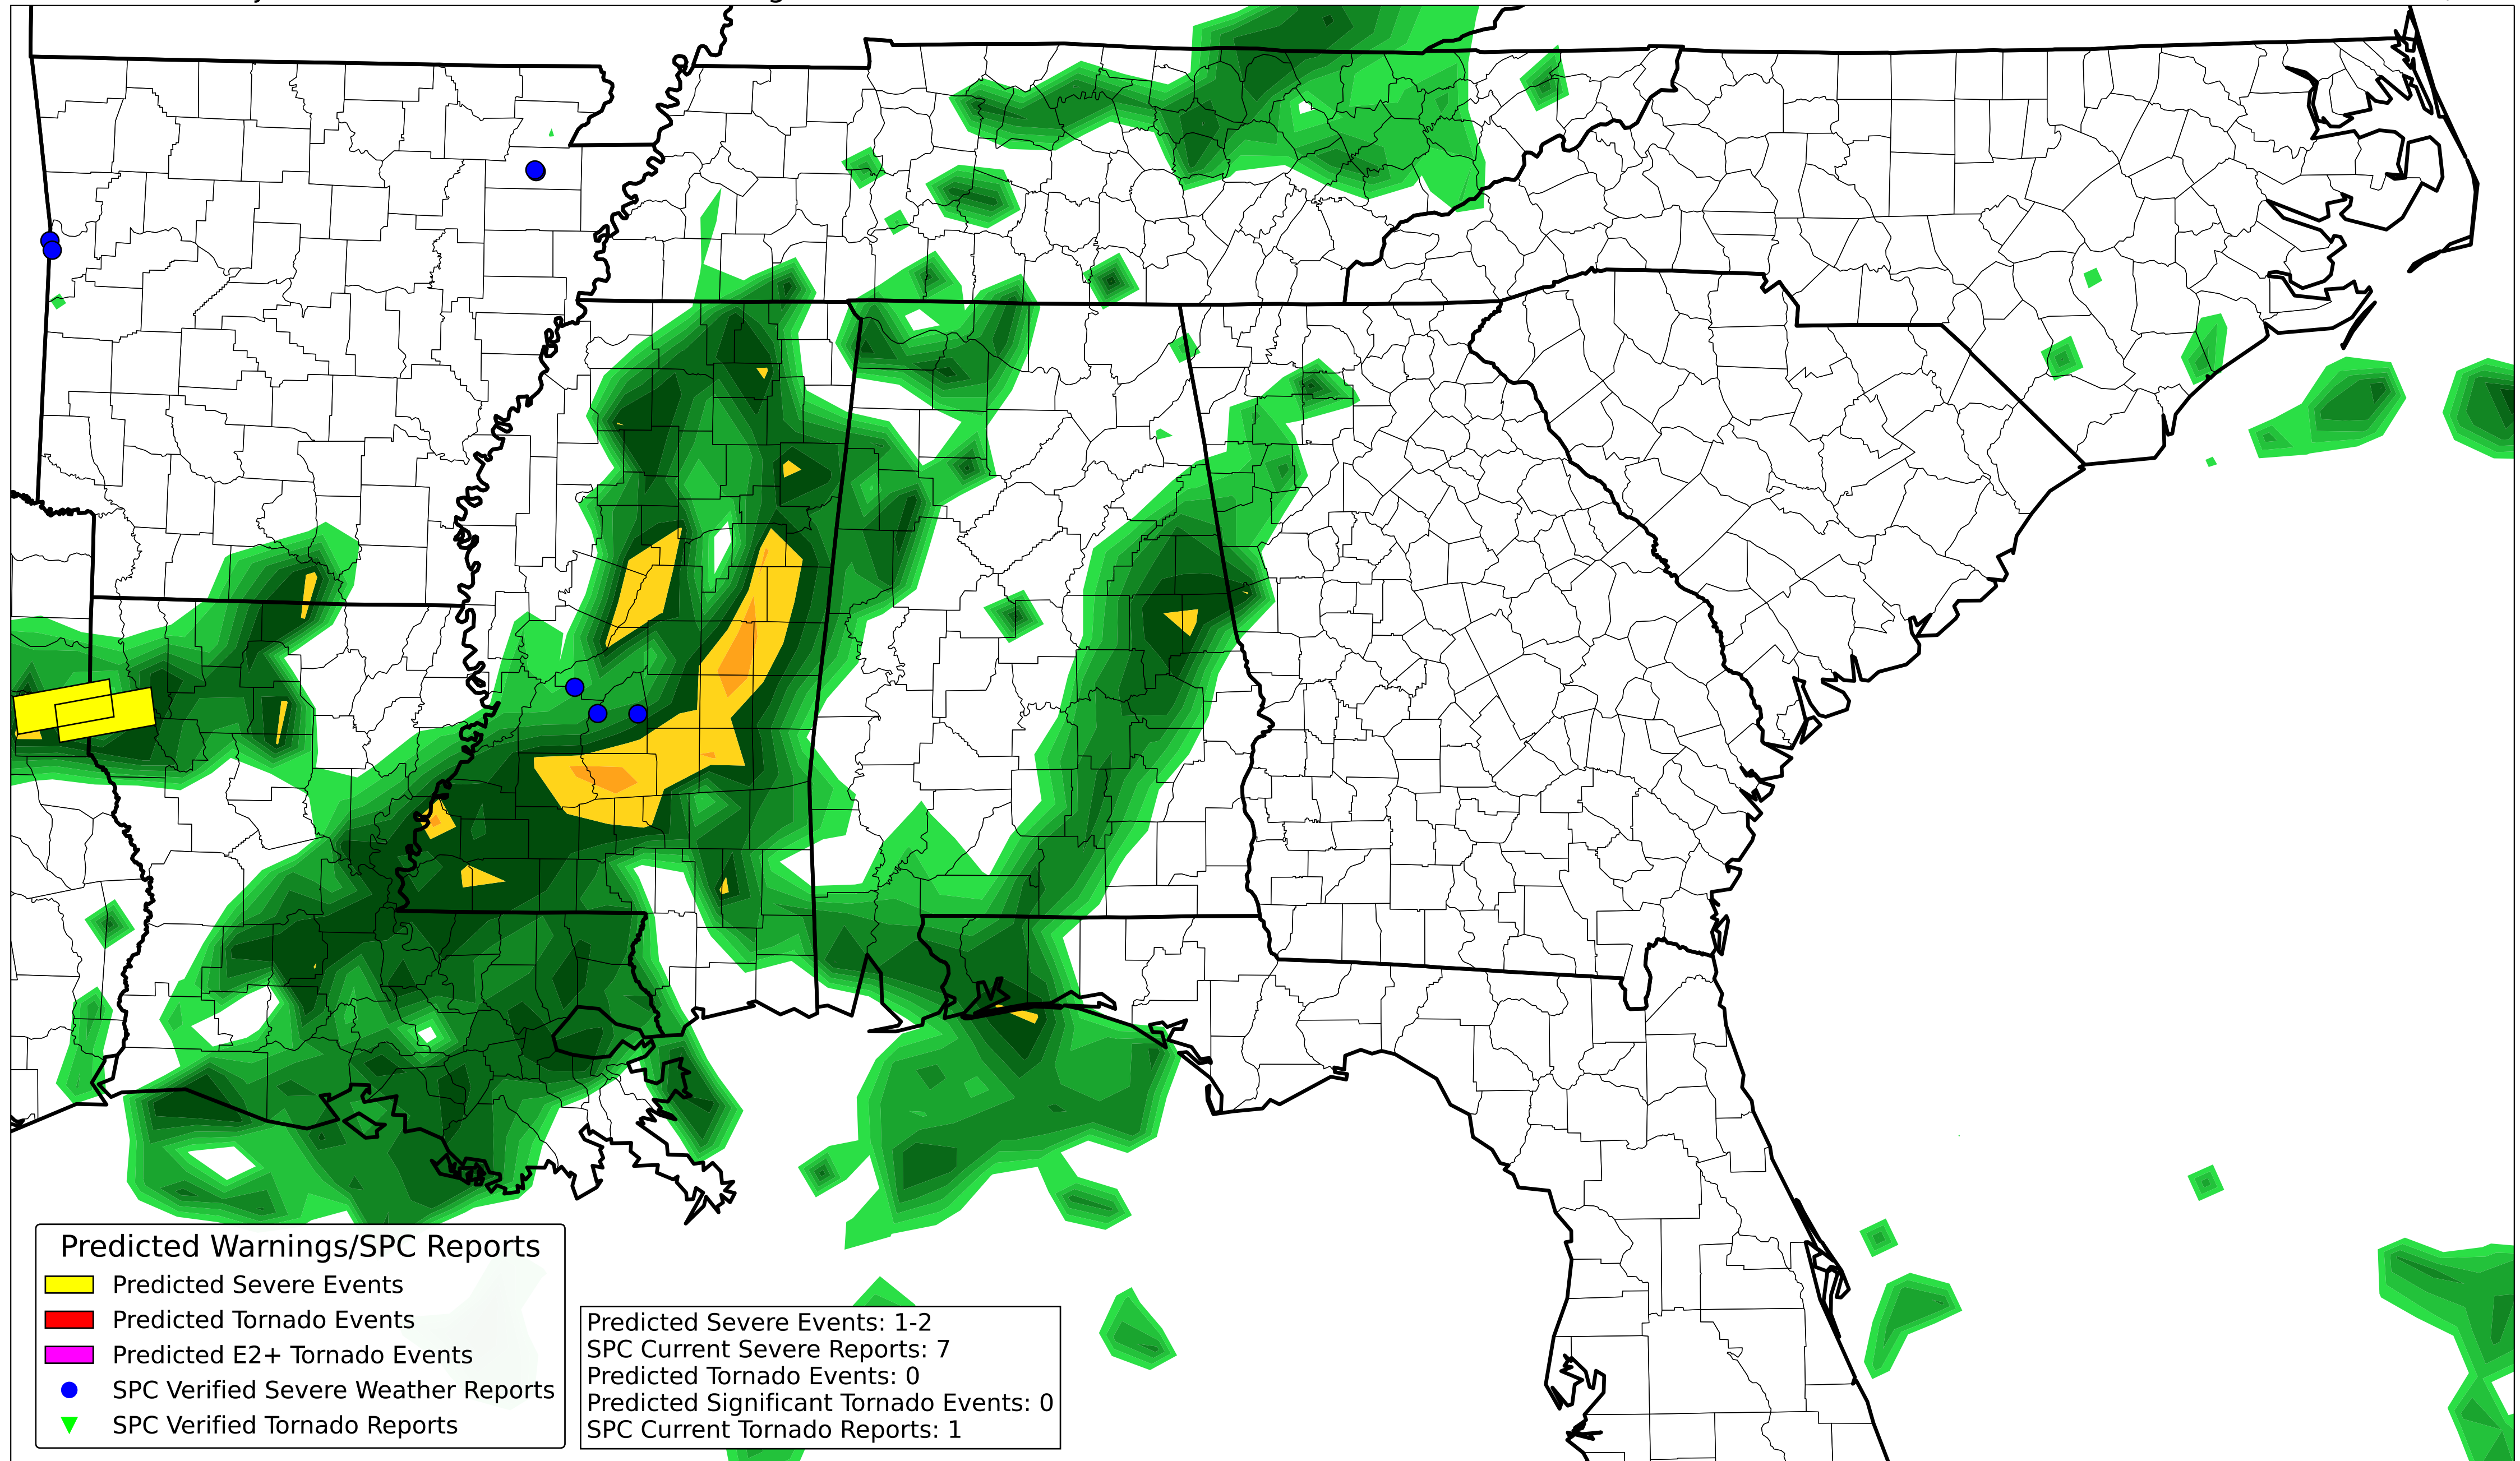 Predicted Warnings/SPC Reports
Predicted Severe Events
Predicted Tornado Events
Predicted E2+ Tornado Events
SPC Verified Severe Weather Reports
SPC Verified Tornado Reports
Predicted Severe Events: 1-2
SPC Current Severe Reports: 7
Predicted Tornado Events: 0
Predicted Significant Tornado Events: 0
SPC Current Tornado Reports: 1